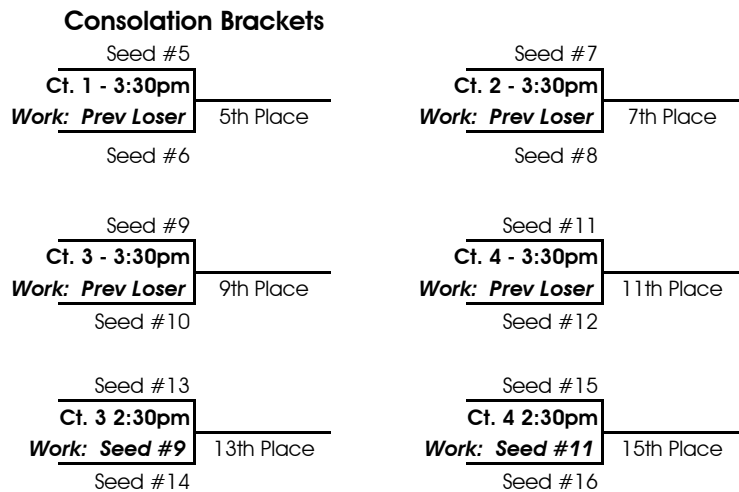 Consolation Brackets
Seed #5
Ct. 1 - 3:30pm
Work: Prev Loser
5th Place
Seed #6
Seed #7
Ct. 2 - 3:30pm
Work: Prev Loser
7th Place
Seed #8
Seed #9
Ct. 3 - 3:30pm
Work: Prev Loser
9th Place
Seed #10
Seed #11
Ct. 4 - 3:30pm
Work: Prev Loser
11th Place
Seed #12
Seed #13
Ct. 3 2:30pm
Work: Seed #9
13th Place
Seed #14
Seed #15
Ct. 4 2:30pm
Work: Seed #11
15th Place
Seed #16